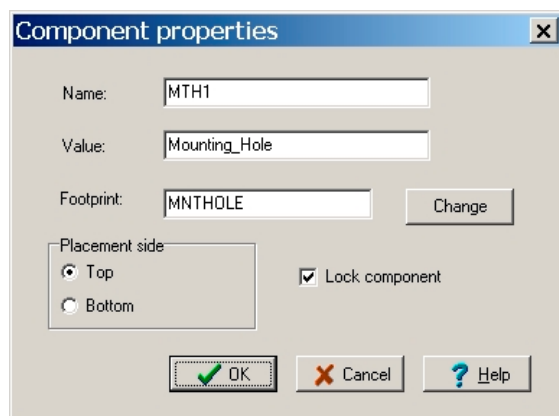 Component properties
Name: MTH1
Value: Mounting_Hole
Footprint: MNTHOLE Change
Placement side
Top
Lock component
Bottom
OK Cancel Help